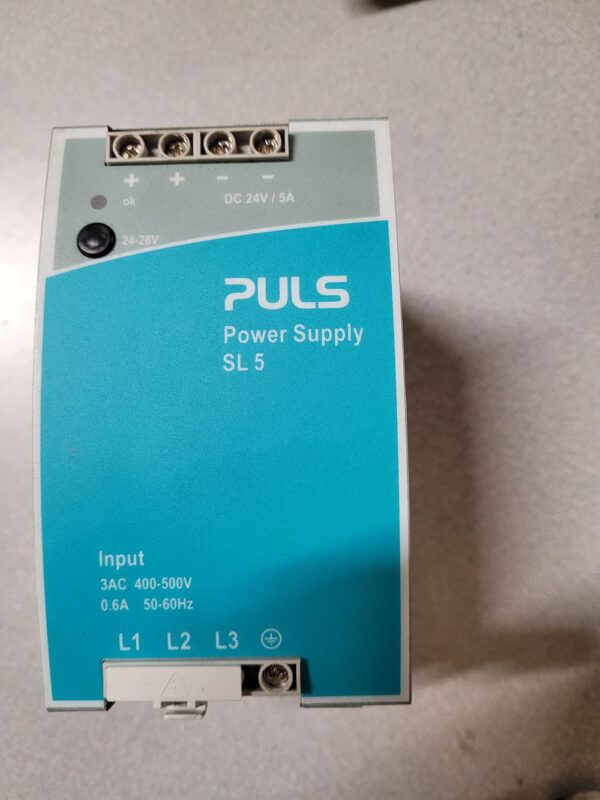 + + − −
ok DC 24V / 5A
24-28V
PULS
Power Supply
SL 5
Input
3AC 400-500V
0.6A 50-60Hz
L1 L2 L3